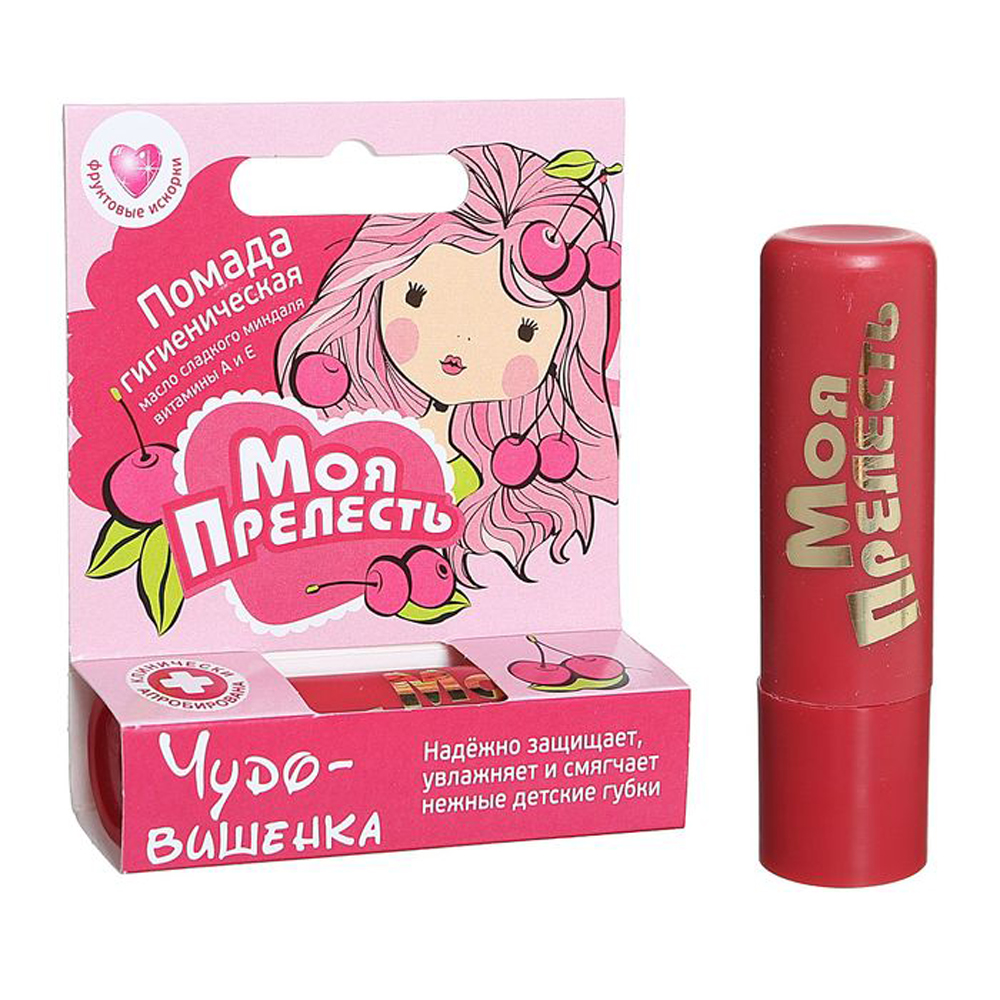 фруктовые искорки
Помада
гигиеническая
масло сладкого миндаля
витамины А и Е
Моя
Прелесть
КЛИНИЧЕСКИ
АПРОБИРОВАНА
Мо
Чудо-
вишенка
Надёжно защищает,
увлажняет и смягчает
нежные детские губки
Моя
Прелесть